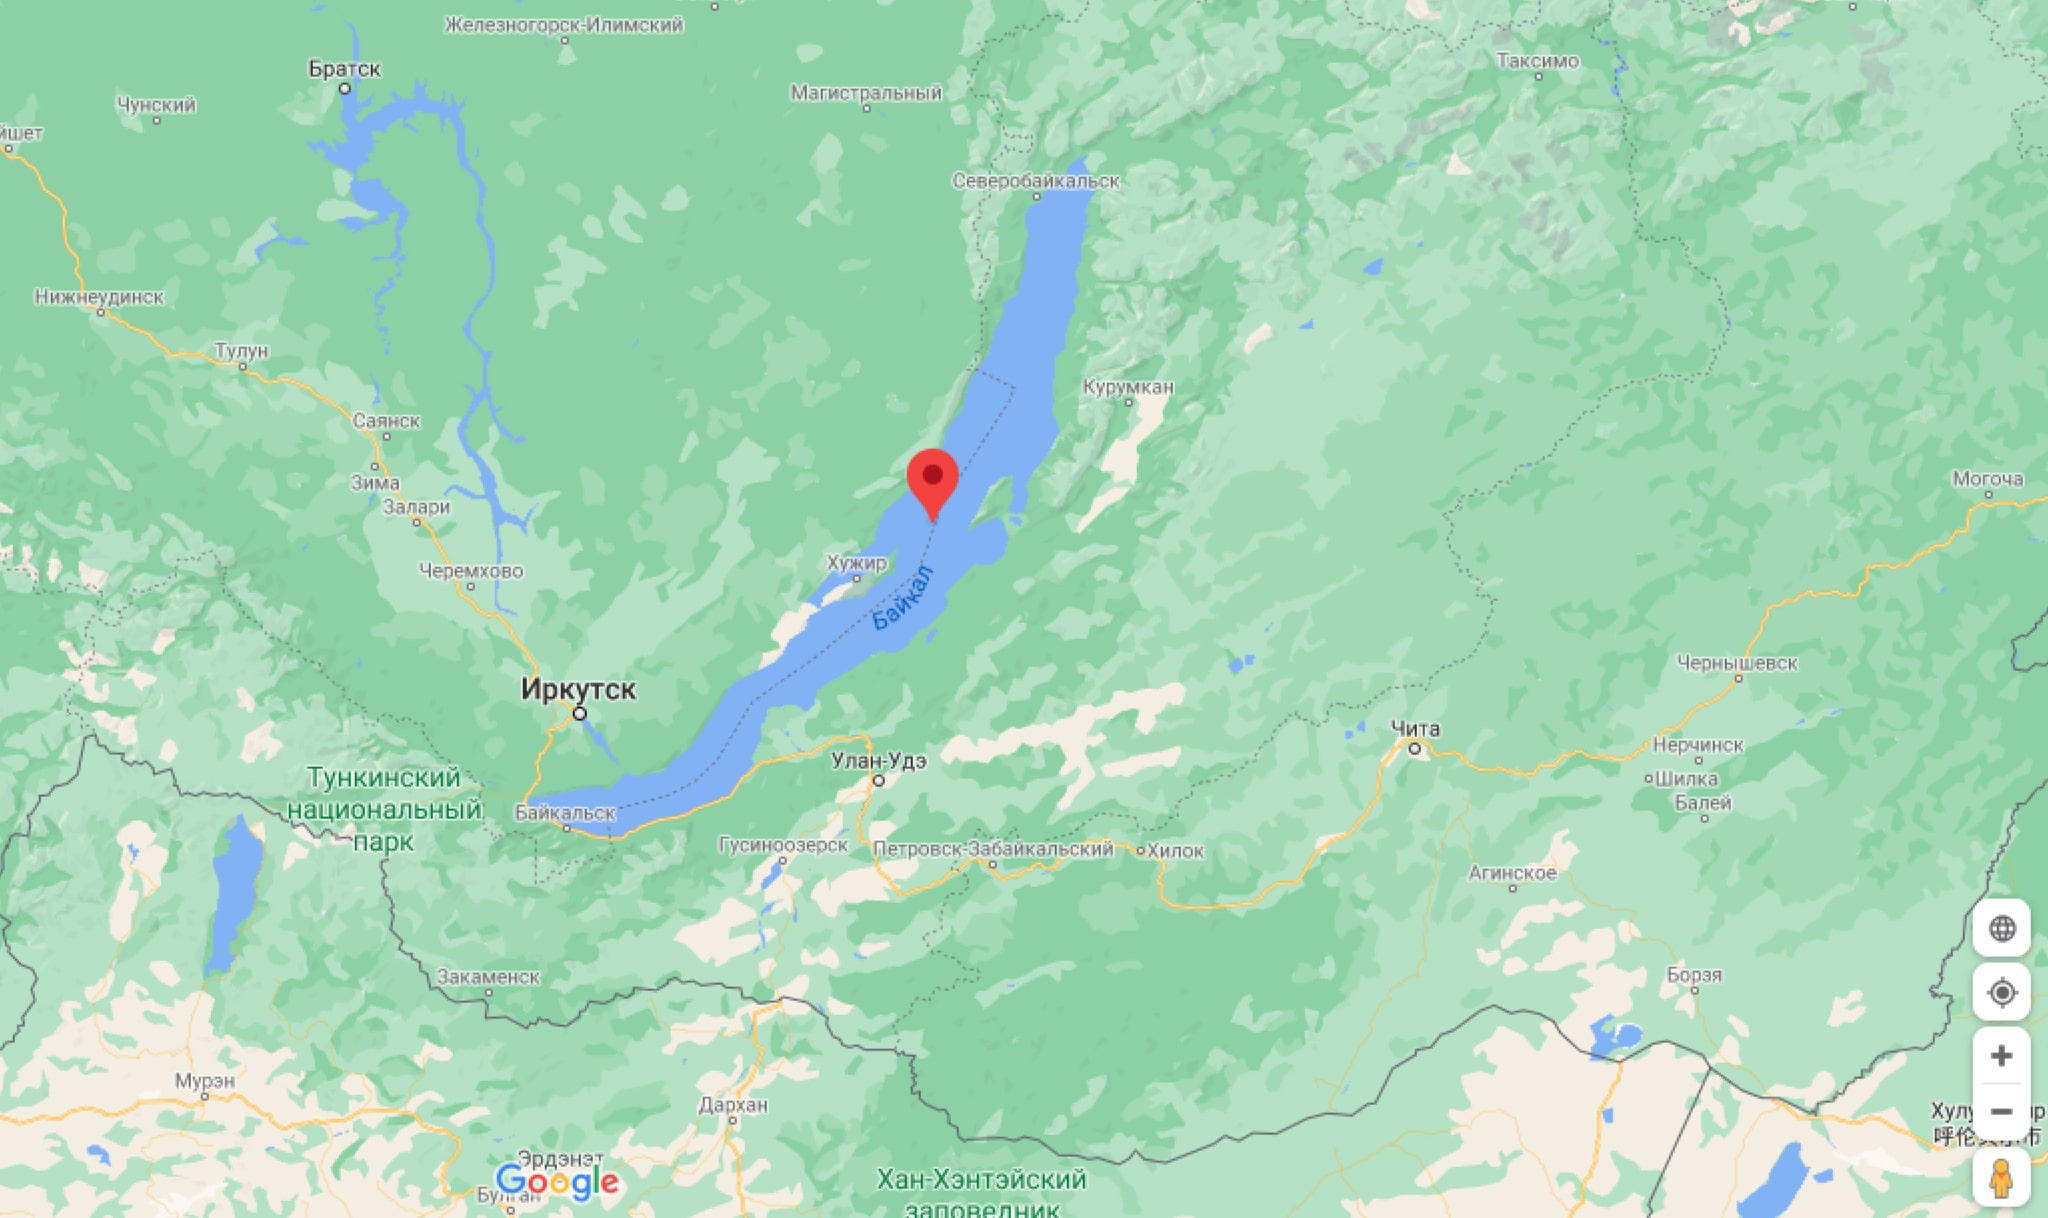 Железногорск-Илимский
Таксимо
Братск
Магистральный
Чунский
йшет
Северобайкальск
Нижнеудинск
Тулун
Курумкан
Саянск
Зима
Могоча
Залари
Хужир
Черемхово
Байкал
Чернышевск
Иркутск
Чита
Нерчинск
Улан-Удэ
Тункинский
национальный
парк
Шилка
Балей
Байкальск
Гусиноозерск
Петровск-Забайкальский
Хилок
Агинское
Закаменск
Борзя
Мурэн
Дархан
Эрдэнэт
Google
Хан-Хэнтэйский
заповедник